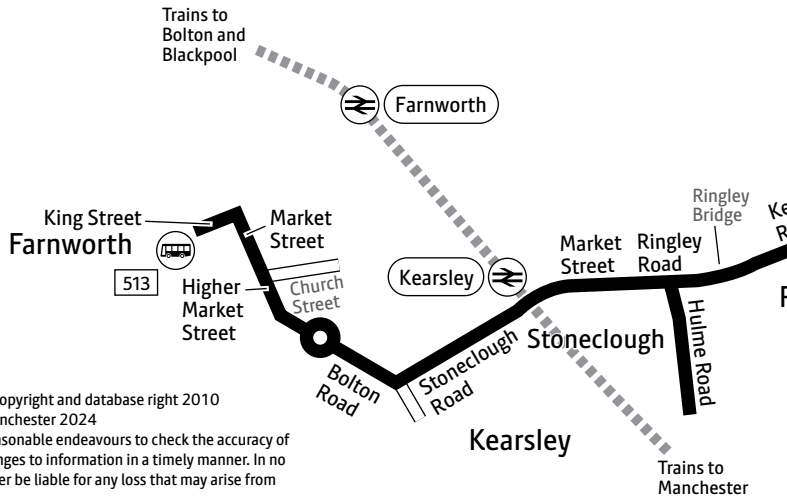 Trains to
Bolton and
Blackpool
Farnworth
King Street
Market
Street
Farnworth
513
Higher
Market
Street
Church
Street
Kearsley
Market
Street
Ringley
Road
Ringley
Bridge
Stoneclough
Hulme Road
Bolton
Road
Stoneclough
Road
Kearsley
Trains to
Manchester
opyright and database right 2010
nchester 2024
asonable endeavours to check the accuracy of
nges to information in a timely manner. In no
er be liable for any loss that may arise from